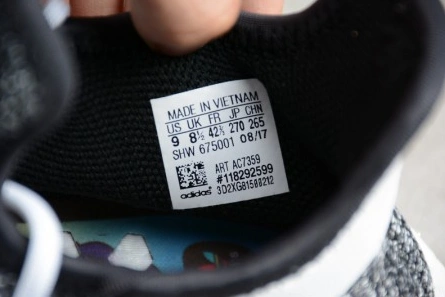 MADE IN VIETNAM
US UK FR JP CHN
9 8½ 42⅔ 270 265
SHW 675001 08/17
ART AC7359
#118292599
adidas® 3D2XG81588212